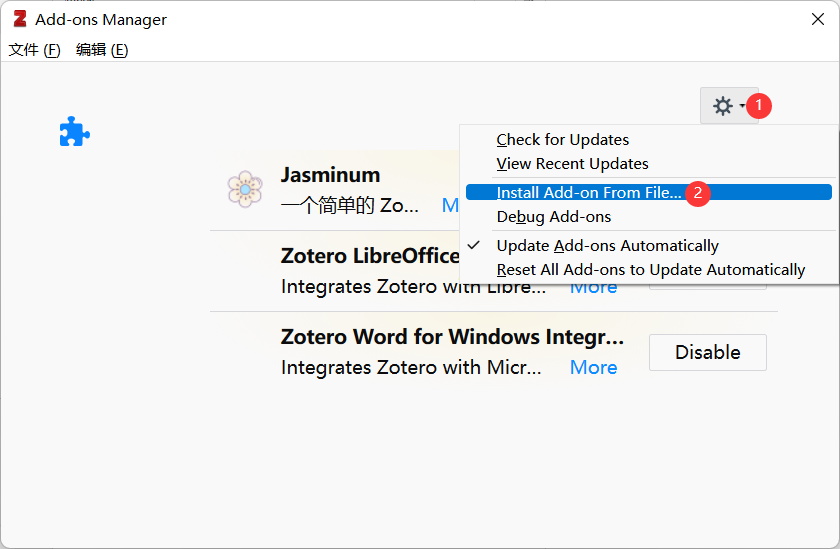 Add-ons Manager
文件 (F) 编辑 (E)
1
Check for Updates
View Recent Updates
Install Add-on From File... 2
Debug Add-ons
Update Add-ons Automatically
Reset All Add-ons to Update Automatically
Jasminum
一个简单的 Zo... M
Zotero LibreOffice
Integrates Zotero with Libre... More
Zotero Word for Windows Integr...
Integrates Zotero with Micr... More
Disable